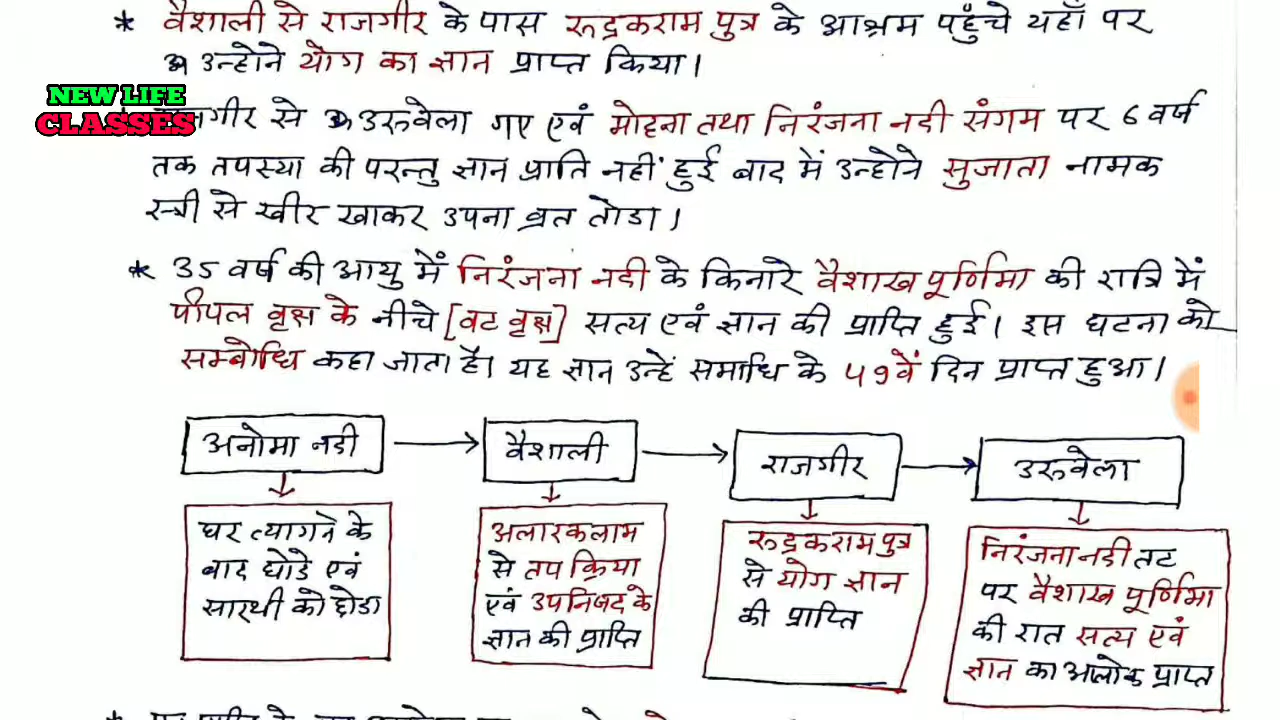 * वैशाली से राजगीर के पास रूद्रकराम पुत्र के आश्रम पहुंचे यहाँ पर
उन्होने योग का ज्ञान प्राप्त किया।
NEW LIFE
CLASSES
राजगीर से उरूवेला गए एवं मोहना तथा निरंजना नदी संगम पर 6 वर्ष
तक तपस्या की परन्तु ज्ञान प्राति नहीं हुई बाद में उन्होने सुजाता नामक
स्त्री से खीर खाकर उपना व्रत तोडा।
* 35 वर्ष की आयु में निरंजना नदी के किनारे वैशाख पूर्णिमा की रात्रि में
पीपल वृक्ष के नीचे [वट वृक्ष] सत्य एवं ज्ञान की प्राप्ति हुई। इस घटना को
सम्बोधि कहा जाता है। यह ज्ञान उन्हें समाधि के 49वें दिन प्राप्त हुआ।
अनोमा नदी
वैशाली
राजगीर
उरूवेला
घर त्यागने के
बाद घोडे एवं
सारथी को छोडा
अलारकलाम
से तप क्रिया
एवं उपनिषद के
ज्ञान की प्राप्ति
रूद्रकराम पुत्र
से योग ज्ञान
की प्राप्ति
निरंजना नदी तट
पर वैशाख पूर्णिमा
की रात सत्य एवं
ज्ञान का आलोक प्राप्त